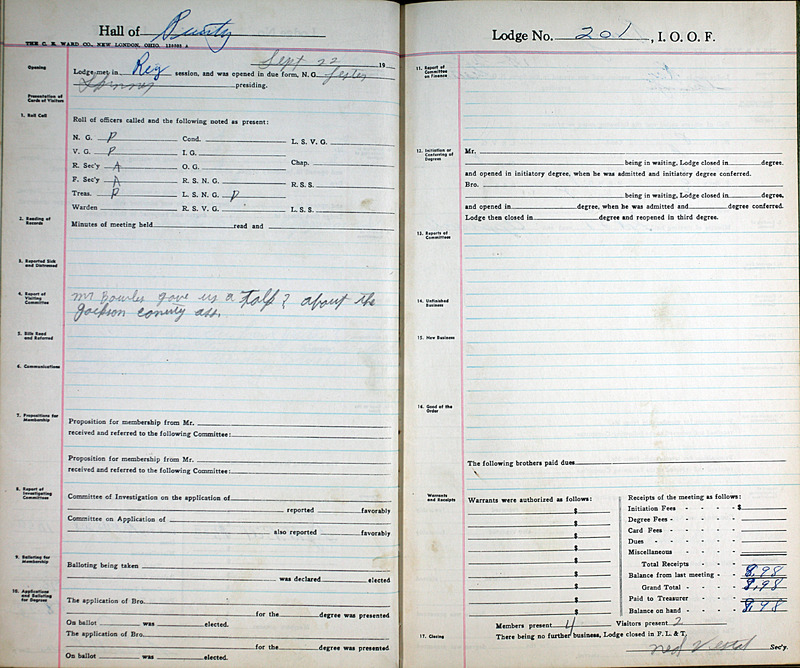 Hall of
THE C. E. WARD CO. NEW LONDON, OHIO.
Sept 22 19
Opening
Lodge met in Reg session, and was opened in due form, N. G. Lester
presiding.
Presentation of
Cards of Visitors
1. Roll Call
Roll of officers called and the following noted as present:
N. G. P Cond. L. S. V. G.
V. G. P I. G.
R. Sec'y A O. G. Chap.
F. Sec'y A R. S. N. G. R. S. S.
Treas. P L. S. N. G. P
Warden R. S. V. G. L. S. S.
2. Reading of
Records
Minutes of meeting held read and
3. Reported Sick
and Distressed
4. Report of
Visiting
Committee
Mr Bowles gave us a talk? about the
Jackson county ass.
5. Bills Read
and Referred
6. Communications
7. Propositions for
Membership
Proposition for membership from Mr.
received and referred to the following Committee:
Proposition for membership from Mr.
received and referred to the following Committee:
8. Report of
Investigating
Committees
Committee of Investigation on the application of
reported favorably
Committee on Application of
also reported favorably
9. Balloting for
Membership
Balloting being taken
was declared elected
10. Applications
and Balloting
for Degrees
The application of Bro.
for the degree was presented
On ballot was elected.
The application of Bro.
for the degree was presented
On ballot was elected.
Lodge No. 201, I. O. O. F.
11. Report of
Committee
on Finance
12. Initiation or
Conferring of
Degrees
Mr.
being in waiting, Lodge closed in degree.
and opened in initiatory degree, when he was admitted and initiatory degree conferred.
Bro.
being in waiting, Lodge closed in degree,
and opened in degree, when he was admitted and degree conferred.
Lodge then closed in degree and reopened in third degree.
13. Reports of
Committees
14. Unfinished
Business
15. New Business
16. Good of the
Order
The following brothers paid dues
Warrants
and Receipts
Warrants were authorized as follows:
$
$
$
$
$
$
$
$
$
Receipts of the meeting as follows:
Initiation Fees - - - - $
Degree Fees - - - - -
Card Fees - - - -
Dues - - - - -
Miscellaneous - - - -
Total Receipts - - -
Balance from last meeting - 8.98
Grand Total - - - 8.98
Paid to Treasurer - - -
Balance on hand - - - 8.98
Members present 4 Visitors present 2
17. Closing
There being no further business, Lodge closed in F. L. & T.
Ned Sec'y.